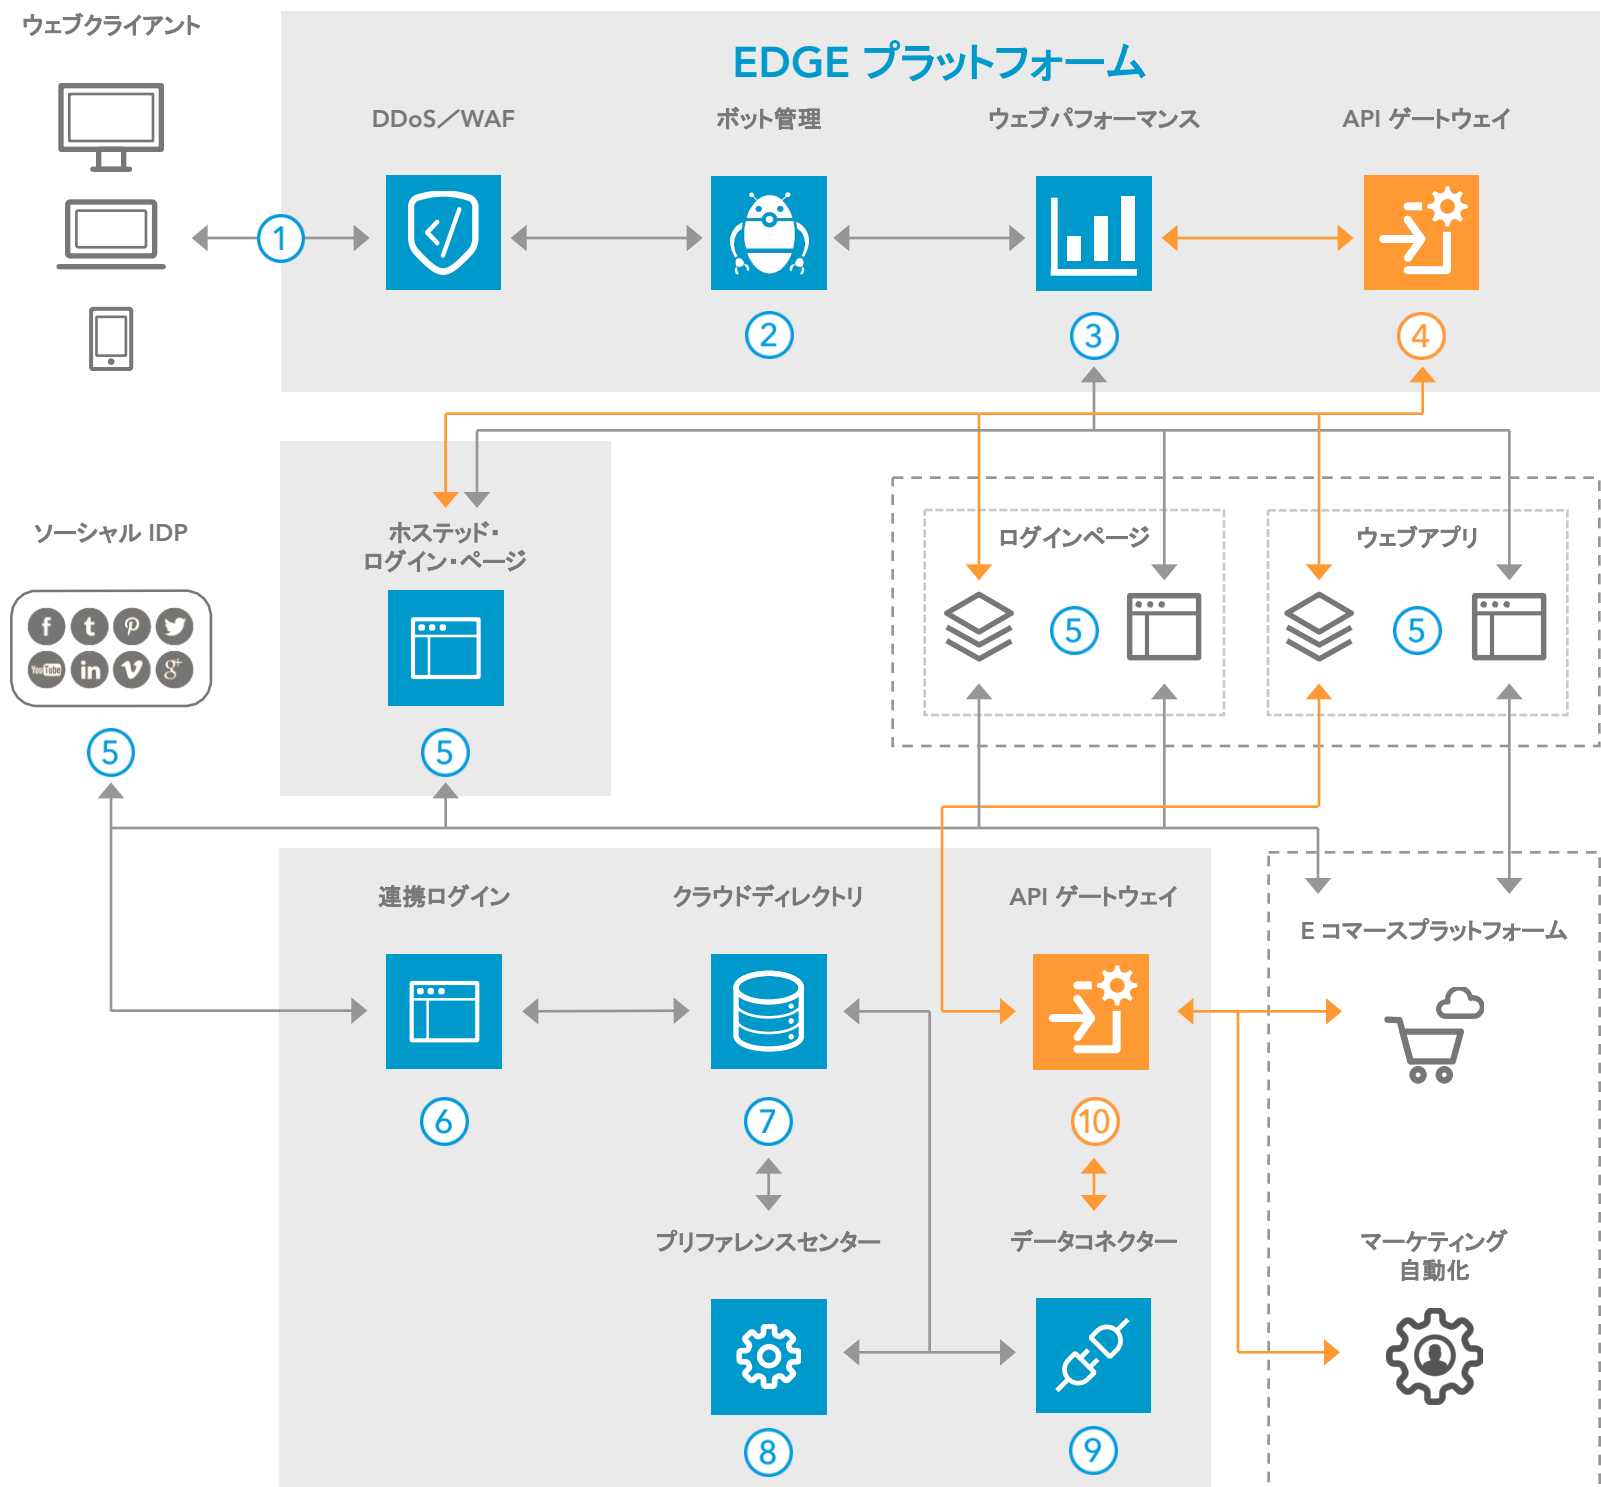 ウェブクライアント
EDGE プラットフォーム
DDoS／WAF
ボット管理
ウェブパフォーマンス
API ゲートウェイ
1
2
3
4
ソーシャル IDP
ホステッド・
ログイン・ページ
ログインページ
ウェブアプリ
f
t
P
You Tube
in
V
g+
5
5
5
5
連携ログイン
クラウドディレクトリ
API ゲートウェイ
E コマースプラットフォーム
6
7
10
プリファレンスセンター
データコネクター
マーケティング
自動化
8
9